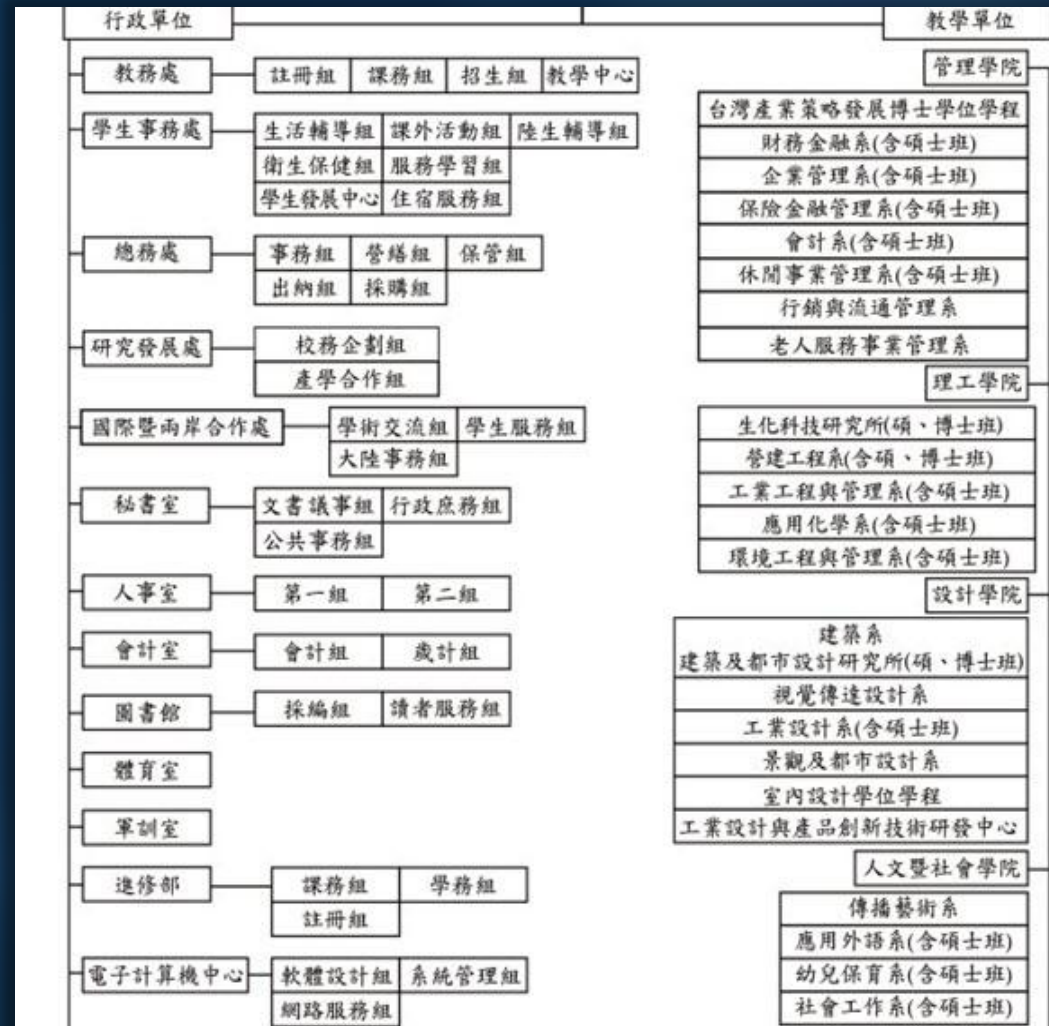 行政單位
教務處 註冊組 課務組 招生組 教學中心
學生事務處 生活輔導組 課外活動組 陸生輔導組
衛生保健組 服務學習組
學生發展中心 住宿服務組
總務處 事務組 營繕組 保管組
出納組 採購組
研究發展處 校務企劃組
產學合作組
國際暨兩岸合作處 學術交流組 學生服務組
大陸事務組
秘書室 文書議事組 行政庶務組
公共事務組
人事室 第一組 第二組
會計室 會計組 歲計組
圖書館 採編組 讀者服務組
體育室
軍訓室
進修部 課務組 學務組
註冊組
電子計算機中心 軟體設計組 系統管理組
網路服務組
教學單位
管理學院
台灣產業策略發展博士學位學程
財務金融系(含碩士班)
企業管理系(含碩士班)
保險金融管理系(含碩士班)
會計系(含碩士班)
休閒事業管理系(含碩士班)
行銷與流通管理系
老人服務事業管理系
理工學院
生化科技研究所(碩、博士班)
營建工程系(含碩、博士班)
工業工程與管理系(含碩士班)
應用化學系(含碩士班)
環境工程與管理系(含碩士班)
設計學院
建築系
建築及都市設計研究所(碩、博士班)
視覺傳達設計系
工業設計系(含碩士班)
景觀及都市設計系
室內設計學位學程
工業設計與產品創新技術研發中心
人文暨社會學院
傳播藝術系
應用外語系(含碩士班)
幼兒保育系(含碩士班)
社會工作系(含碩士班)